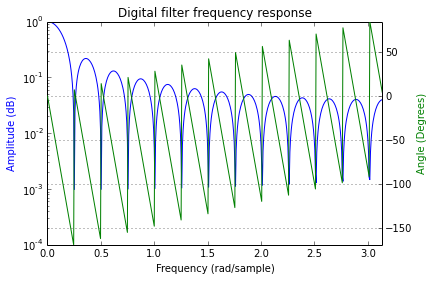 Digital filter frequency response
Amplitude (dB)
10^0
10^-1
10^-2
10^-3
10^-4
0.0 0.5 1.0 1.5 2.0 2.5 3.0
Frequency (rad/sample)
50
0
−50
−100
−150
Angle (Degrees)